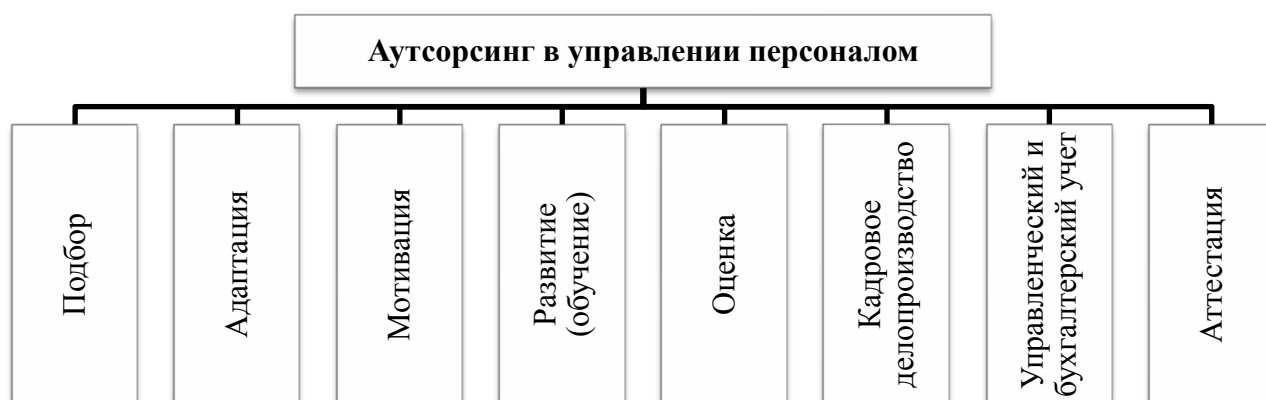 Аутсорсинг в управлении персоналом
Подбор
Адаптация
Мотивация
Развитие
(обучение)
Оценка
Кадровое
делопроизводство
Управленческий и
бухгалтерский учет
Аттестация